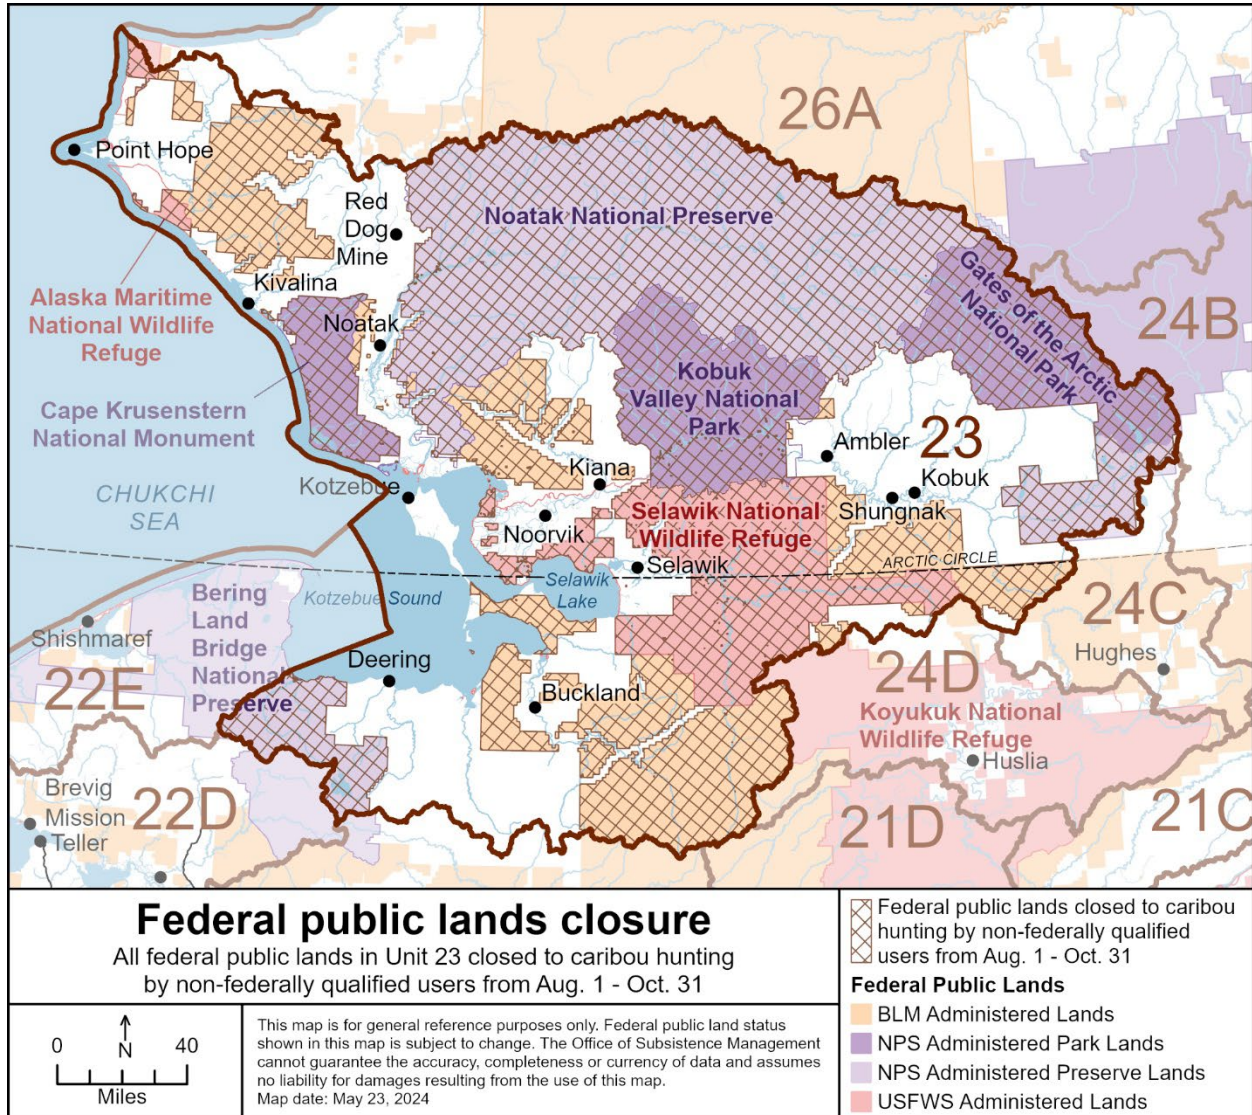 26A
Point Hope
Red
Dog
Mine
Noatak National Preserve
Kivalina
Alaska Maritime
National Wildlife
Refuge
Noatak
Gates of the Arctic
National Park
24B
Cape Krusenstern
National Monument
Kobuk
Valley National
Park
23
Ambler
Kiana
Kobuk
CHUKCHI
SEA
Kotzebue
Shungnak
Selawik National
Wildlife Refuge
Noorvik
ARCTIC CIRCLE
Selawik
Selawik
Lake
Bering
Land
Bridge
National
Preserve
Kotzebue Sound
Shishmaref
24C
Hughes
22E
Deering
Buckland
24D
Koyukuk National
Wildlife Refuge
Huslia
Brevig
Mission
Teller
22D
21D
21C
Federal public lands closure
All federal public lands in Unit 23 closed to caribou hunting
by non-federally qualified users from Aug. 1 - Oct. 31
0
N
40
Miles
This map is for general reference purposes only. Federal public land status
shown in this map is subject to change. The Office of Subsistence Management
cannot guarantee the accuracy, completeness or currency of data and assumes
no liability for damages resulting from the use of this map.
Map date: May 23, 2024
Federal public lands closed to caribou
hunting by non-federally qualified
users from Aug. 1 - Oct. 31
Federal Public Lands
BLM Administered Lands
NPS Administered Park Lands
NPS Administered Preserve Lands
USFWS Administered Lands